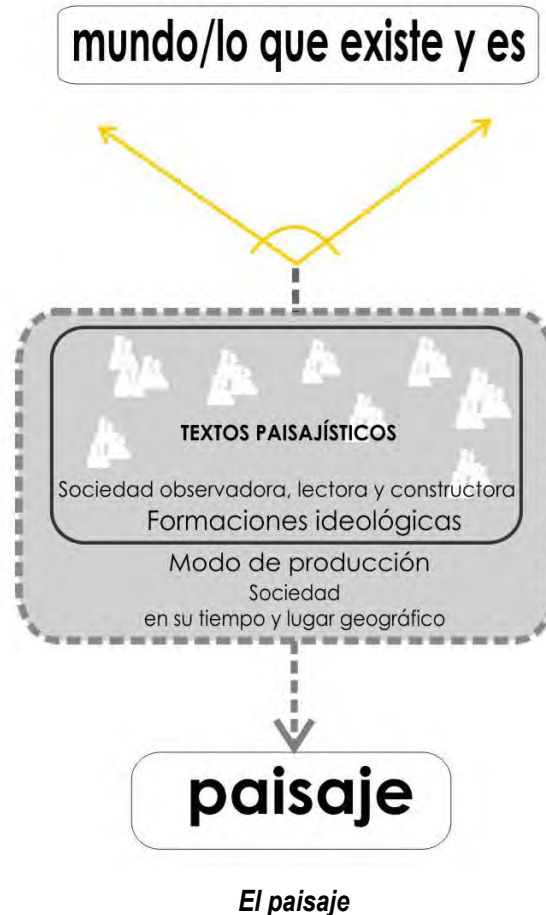 mundo/lo que existe y es
TEXTOS PAISAJÍSTICOS
Sociedad observadora, lectora y constructora
Formaciones ideológicas
Modo de producción
Sociedad
en su tiempo y lugar geográfico
paisaje
El paisaje